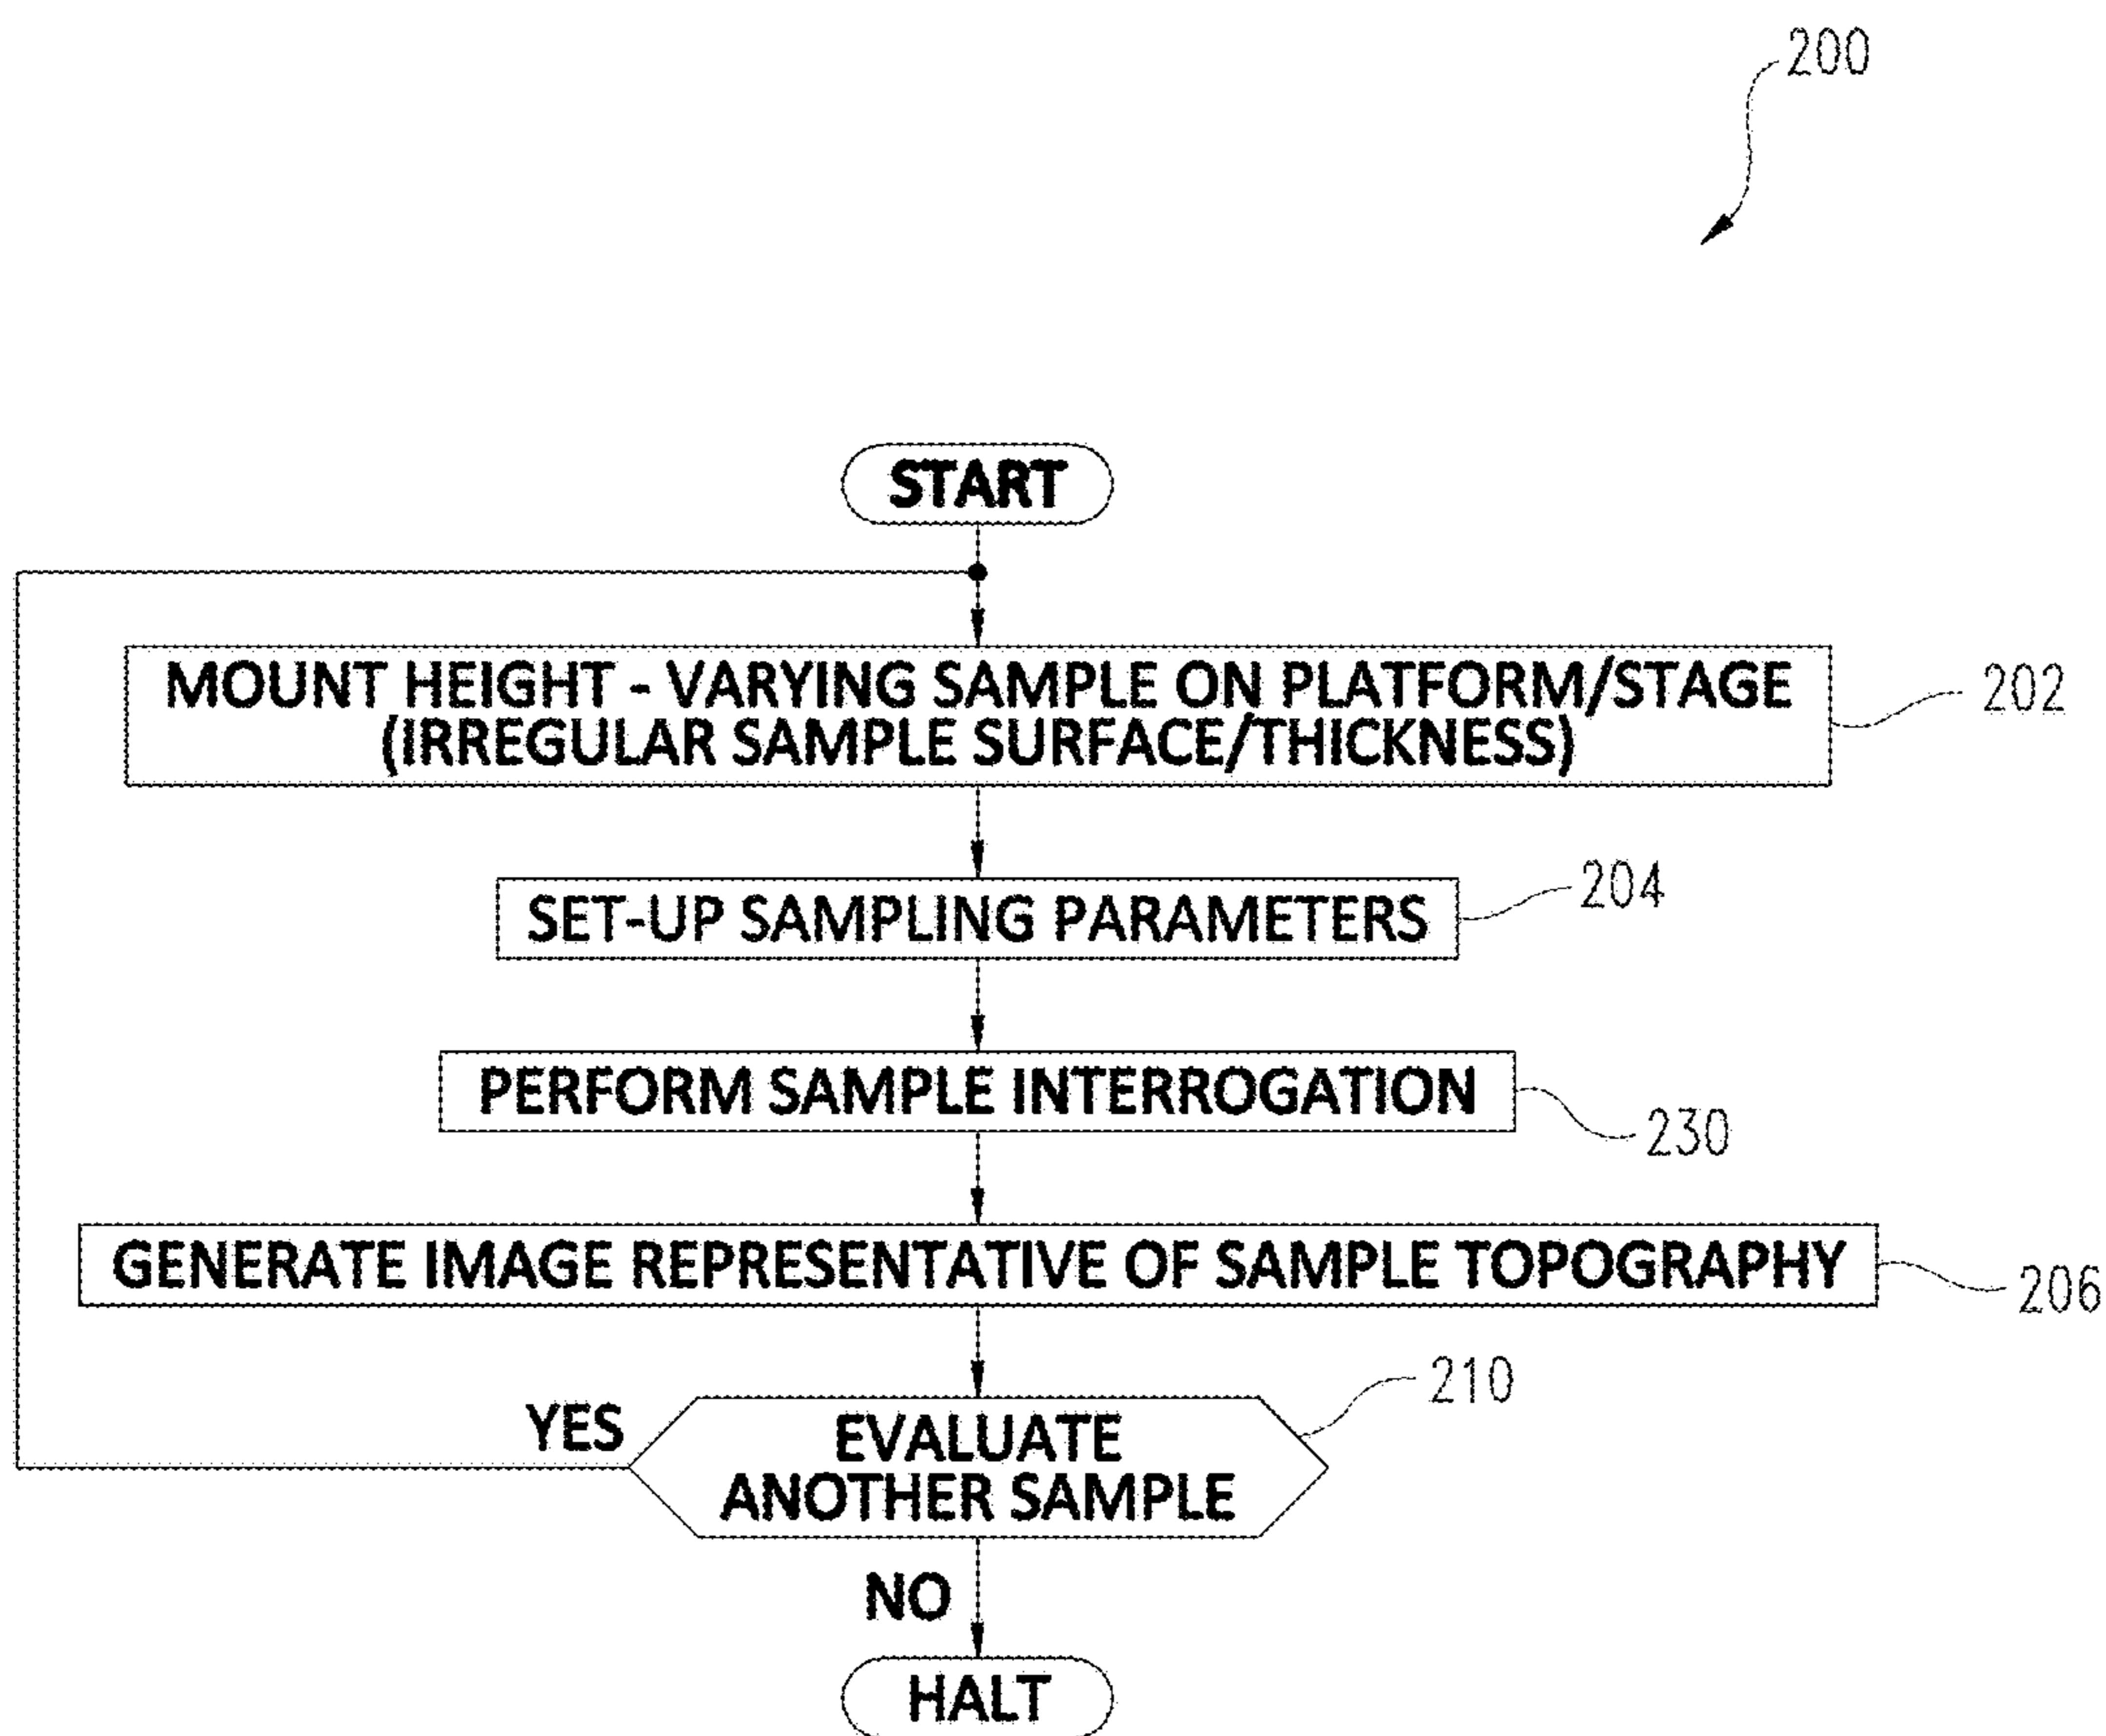 200
START
MOUNT HEIGHT - VARYING SAMPLE ON PLATFORM/STAGE
(IRREGULAR SAMPLE SURFACE/THICKNESS)
202
SET-UP SAMPLING PARAMETERS
204
PERFORM SAMPLE INTERROGATION
230
GENERATE IMAGE REPRESENTATIVE OF SAMPLE TOPOGRAPHY
206
210
YES
EVALUATE
ANOTHER SAMPLE
NO
HALT